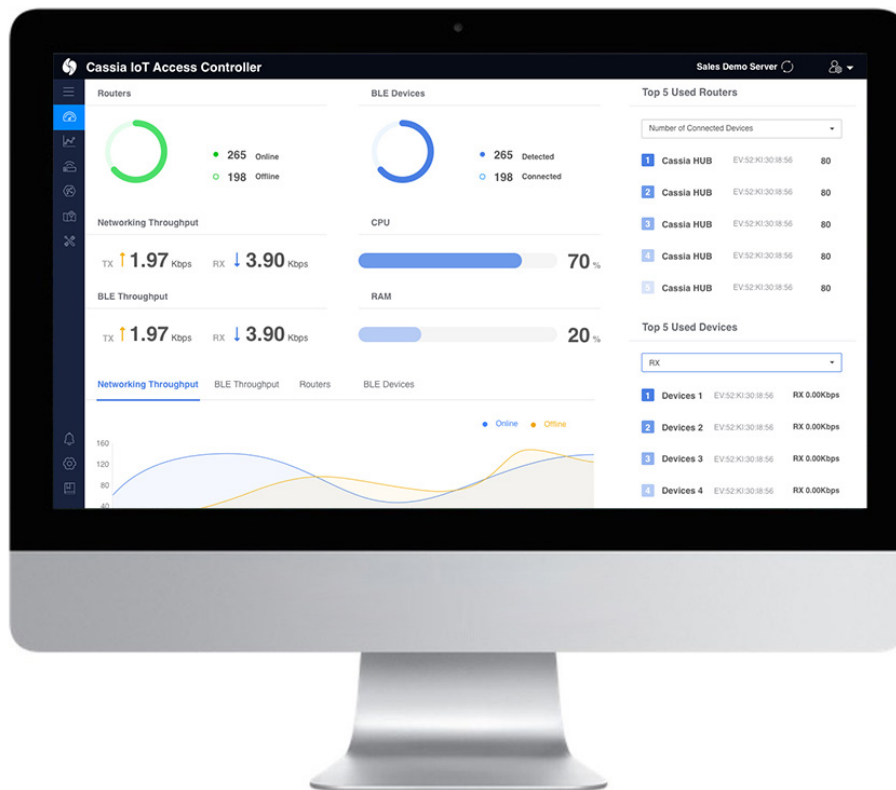 Cassia IoT Access Controller
Sales Demo Server
Routers
265 Online
198 Offline
BLE Devices
265 Detected
198 Connected
Networking Throughput
TX 1.97 Kbps RX 3.90 Kbps
CPU
70 %
BLE Throughput
TX 1.97 Kbps RX 3.90 Kbps
RAM
20 %
Networking Throughput BLE Throughput Routers BLE Devices
Online Offline
160
120
80
40
Top 5 Used Routers
Number of Connected Devices
1 Cassia HUB EV:52:KI:30:I8:56 80
2 Cassia HUB EV:52:KI:30:I8:56 80
3 Cassia HUB EV:52:KI:30:I8:56 80
4 Cassia HUB EV:52:KI:30:I8:56 80
5 Cassia HUB EV:52:KI:30:I8:56 80
Top 5 Used Devices
RX
1 Devices 1 EV:52:KI:30:I8:56 RX 0.00Kbps
2 Devices 2 EV:52:KI:30:I8:56 RX 0.00Kbps
3 Devices 3 EV:52:KI:30:I8:56 RX 0.00Kbps
4 Devices 4 EV:52:KI:30:I8:56 RX 0.00Kbps